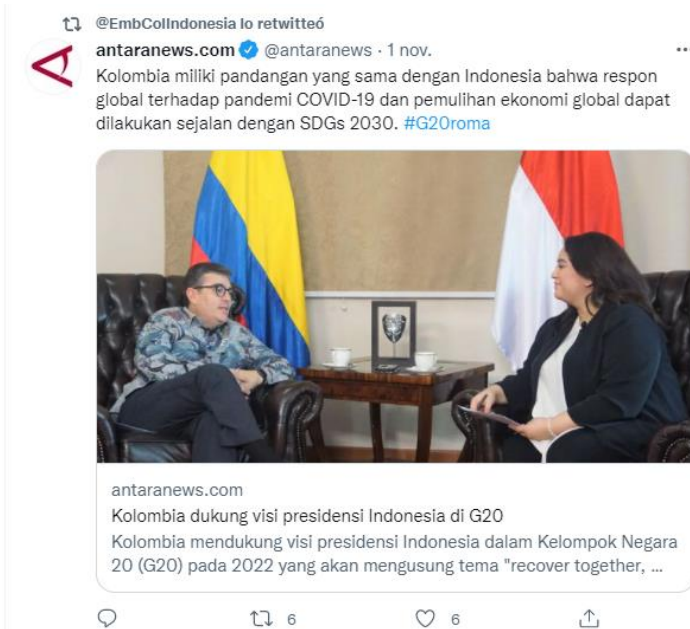 @EmbColIndonesia lo retwitteó
antaranews.com @antaranews · 1 nov.
Kolombia miliki pandangan yang sama dengan Indonesia bahwa respon
global terhadap pandemi COVID-19 dan pemulihan ekonomi global dapat
dilakukan sejalan dengan SDGs 2030. #G20roma
antaranews.com
Kolombia dukung visi presidensi Indonesia di G20
Kolombia mendukung visi presidensi Indonesia dalam Kelompok Negara
20 (G20) pada 2022 yang akan mengusung tema "recover together, ...
6 6